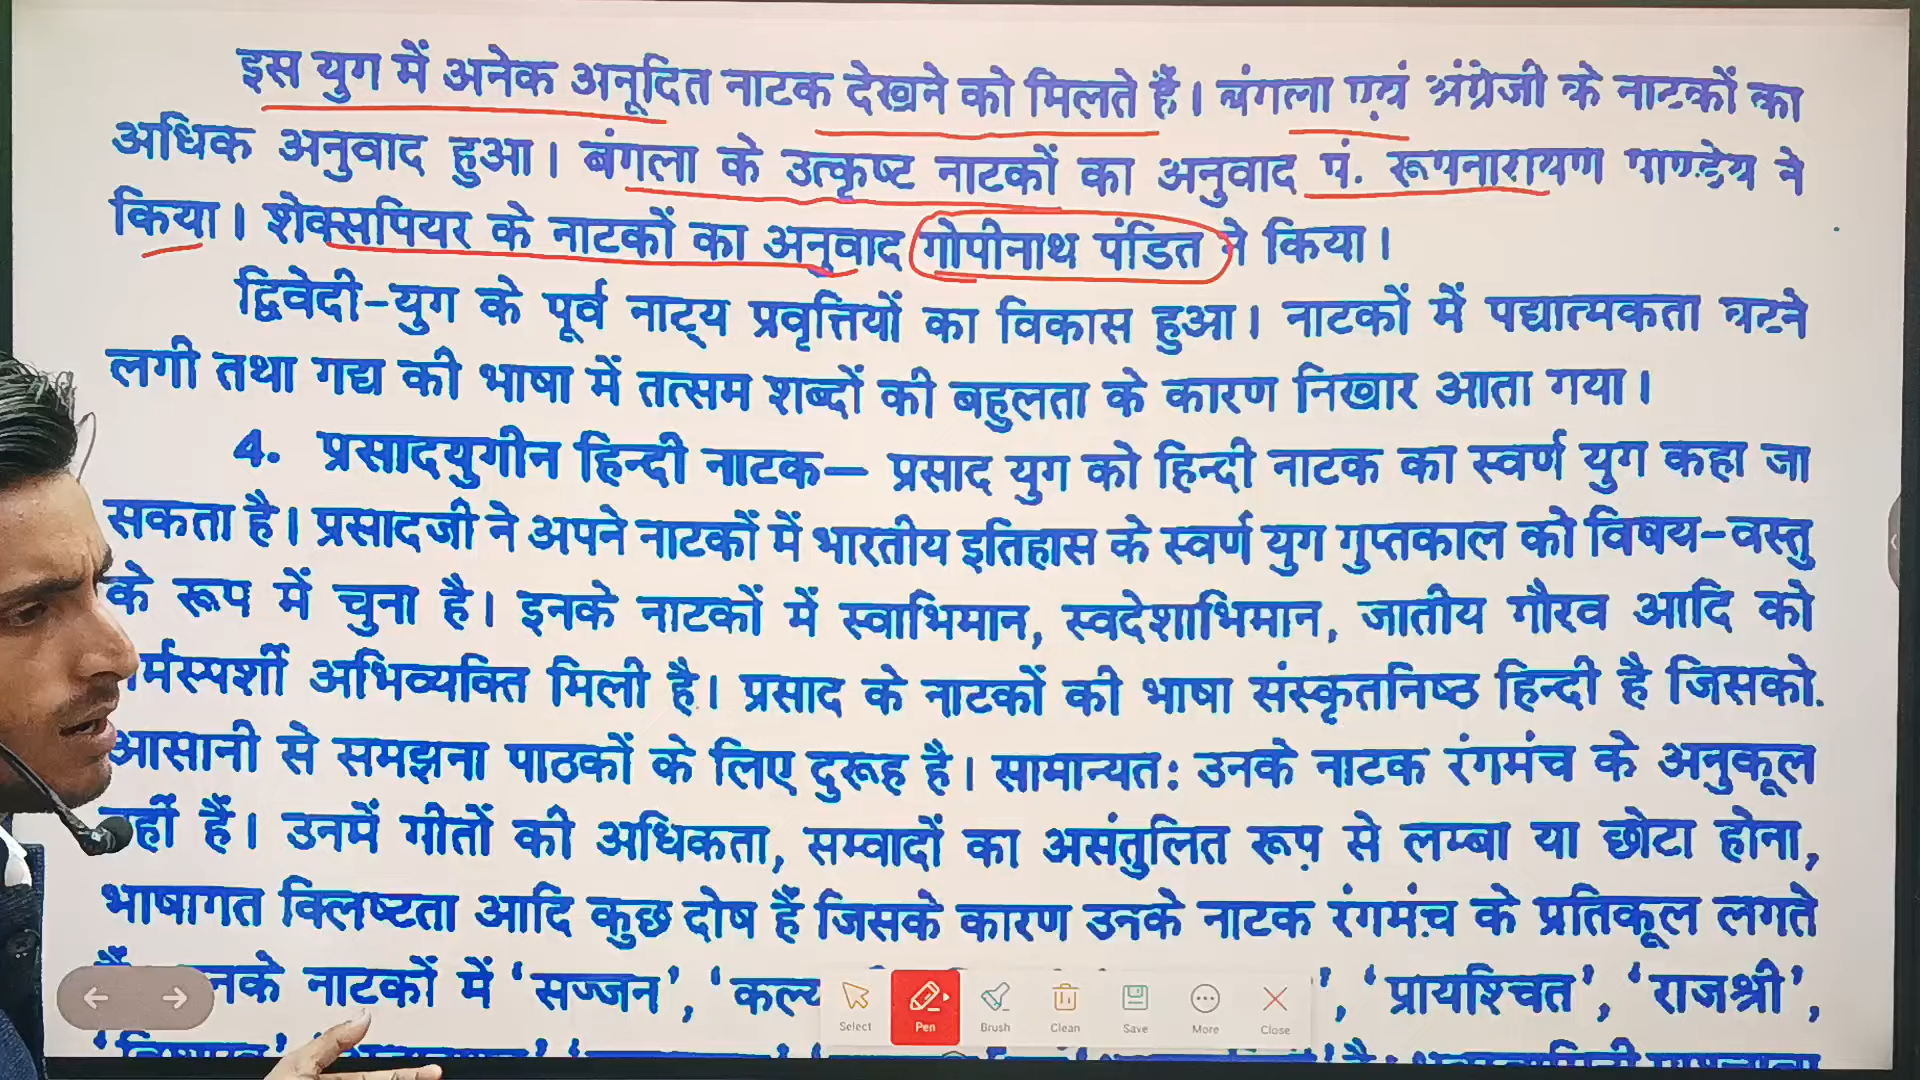 इस युग में अनेक अनूदित नाटक देखने को मिलते हैं। बंगला एवं अंग्रेजी के नाटकों का
अधिक अनुवाद हुआ। बंगला के उत्कृष्ट नाटकों का अनुवाद पं. रूपनारायण पाण्डेय ने
किया। शेक्सपियर के नाटकों का अनुवाद गोपीनाथ पंडित ने किया।
द्विवेदी-युग के पूर्व नाट्य प्रवृत्तियों का विकास हुआ। नाटकों में पद्यात्मकता घटने
लगी तथा गद्य की भाषा में तत्सम शब्दों की बहुलता के कारण निखार आता गया।
4. प्रसादयुगीन हिन्दी नाटक— प्रसाद युग को हिन्दी नाटक का स्वर्ण युग कहा जा
सकता है। प्रसादजी ने अपने नाटकों में भारतीय इतिहास के स्वर्ण युग गुप्तकाल को विषय-वस्तु
के रूप में चुना है। इनके नाटकों में स्वाभिमान, स्वदेशाभिमान, जातीय गौरव आदि को
अभिव्यक्ति मिली है। प्रसाद के नाटकों की भाषा संस्कृतनिष्ठ हिन्दी है जिसको
आसानी से समझना पाठकों के लिए दुरूह है। सामान्यत: उनके नाटक रंगमंच के अनुकूल
हैं। उनमें गीतों की अधिकता, सम्वादों का असंतुलित रूप से लम्बा या छोटा होना,
भाषागत क्लिष्टता आदि कुछ दोष हैं जिसके कारण उनके नाटक रंगमंच के प्रतिकूल लगते
नाटकों में ‘सज्जन’, ‘प्रायश्चित’, ‘राजश्री’,
Select Pen Brush Clean Save More Close